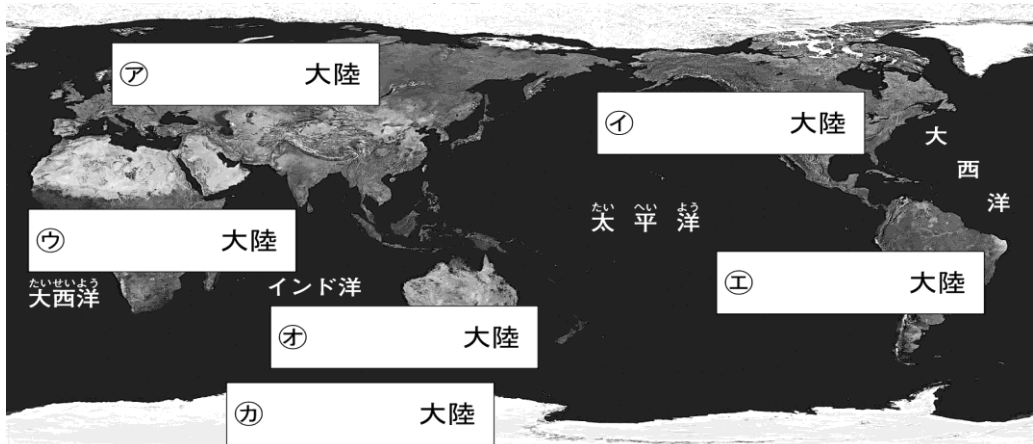 ㋐ 大陸
㋑ 大陸
大西洋
たい へい よう
太平洋
㋒ 大陸
㋓ 大陸
たいせいよう
大西洋
インド洋
㋔ 大陸
㋕ 大陸